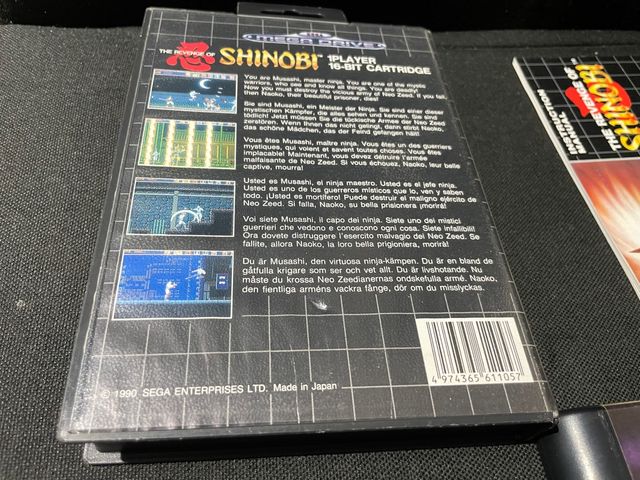 MEGA DRIVE
THE REVENGE OF
SHINOBI
1PLAYER
16-BIT CARTRIDGE
You are Musashi, master ninja. You are one of the mystic
warriors, who see and know all things. You are deadly!
Now you must destroy the vicious army of Neo Zeed. If you fail,
then Naoko, their beautiful prisoner, dies!
Sie sind Musashi, ein Meister der Ninja. Sie sind einer dieser
mystischen Kämpfer, die alles sehen und kennen. Sie sind
tödlich! Jetzt müssen Sie die tückische Armee der Neo Zeed
zerstören. Wenn Ihnen das nicht gelingt, dann stirbt Naoko,
das schöne Mädchen, das der Feind gefangen hält!
Vous êtes Musashi, maître ninja. Vous êtes un des guerriers
mystiques, qui voient et savent toutes choses. Vous êtes
implacable! Maintenant, vous devez détruire l'armée
malfaisante de Neo Zeed. Si vous échouez, Naoko, leur belle
captive, mourra!
Usted es Musashi, el ninja maestro. Usted es el jefe ninja.
Usted es uno de los guerreros místicos que lo, ven y saben
todo. ¡Usted es mortífero! Puede destruir el maligno ejército de
Neo Zeed. Si falla, Naoko, su bella prisionera ¡morirá!
Voi siete Musashi, il capo dei ninja. Siete uno dei mistici
guerrieri che vedono e conoscono ogni cosa. Siete infallibili!
Ora dovete distruggere l'esercito malvagio dei Neo Zeed. Se
fallite, allora Naoko, la loro bella prigioniera, morirà!
Du är Musashi, den virtuosa ninja-kämpen. Du är en bland de
gåtfulla krigare som ser och vet allt. Du är livshotande. Nu
måste du krossa Neo Zeedianernas ondskefulla armé. Naoko,
den fientliga arméns vackra fånge, dör om du misslyckas.
4 974365 611057
© 1990 SEGA ENTERPRISES LTD. Made in Japan
THE REVENGE OF
SHINOBI
INSTRUCTION
MANUAL